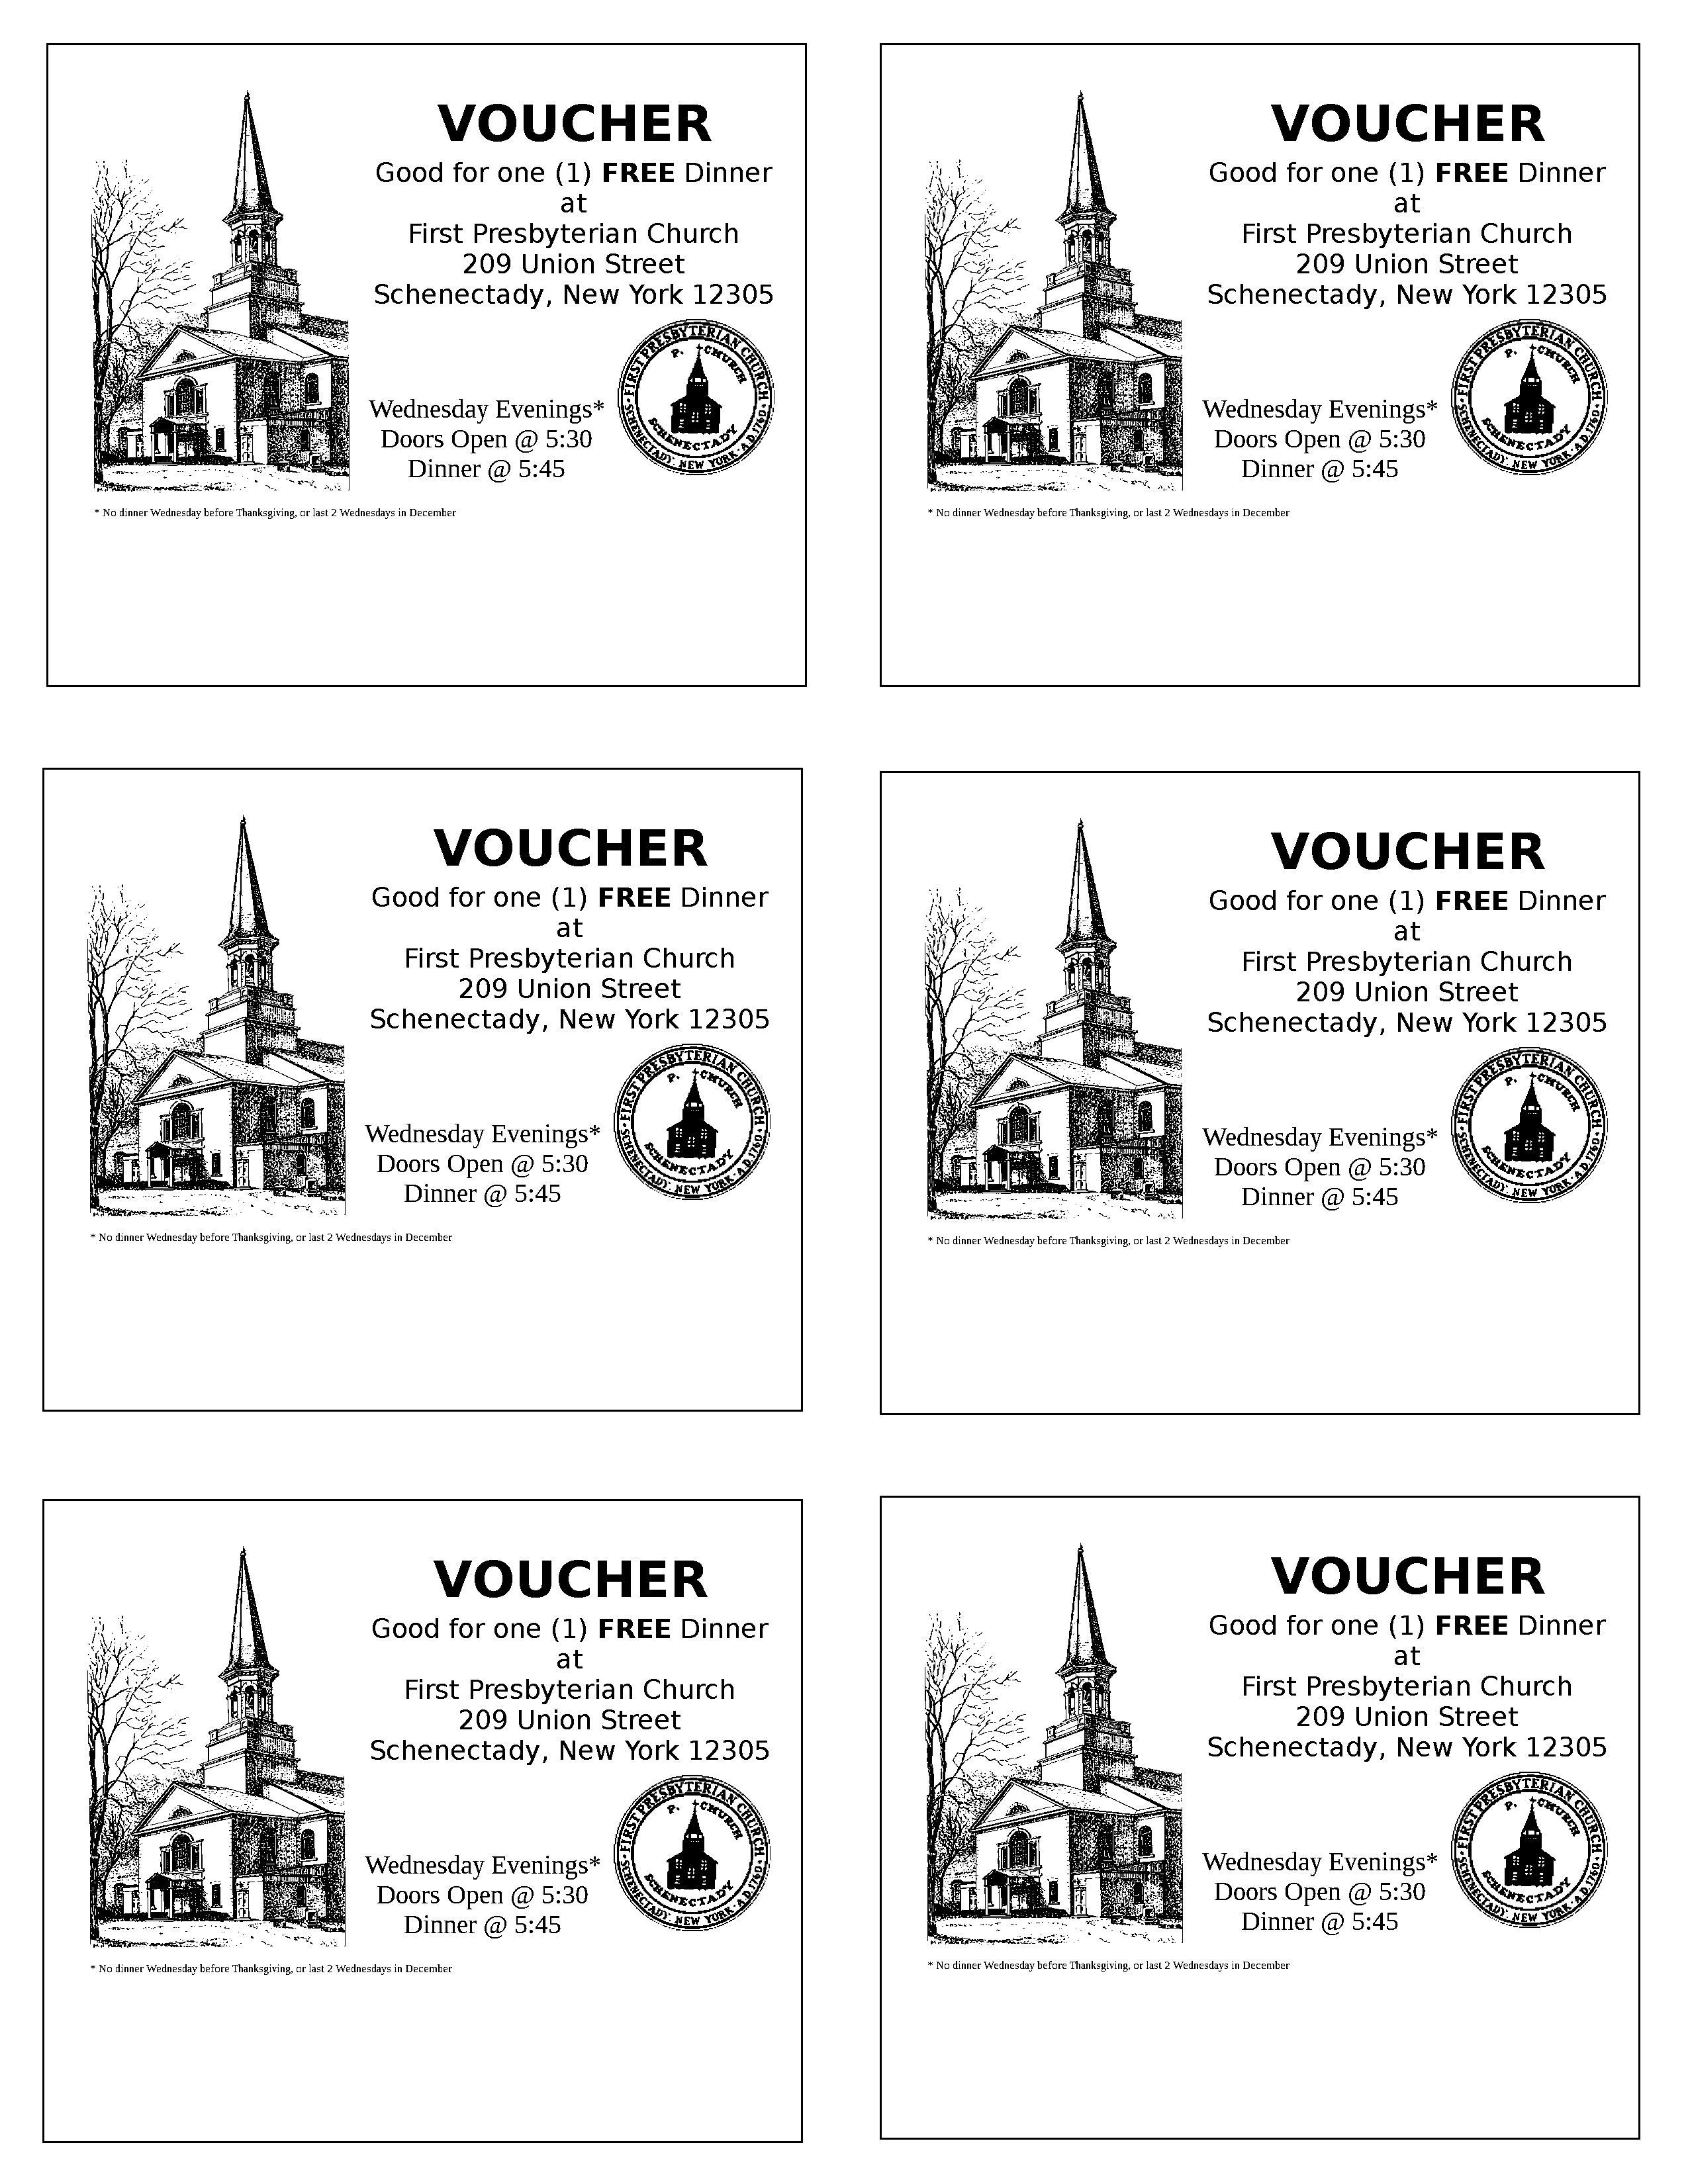 VOUCHER
Good for one (1) FREE Dinner
at
First Presbyterian Church
209 Union Street
Schenectady, New York 12305
FIRST PRESBYTERIAN CHURCH
P. CHURCH
SCHENECTADY
SCHENECTADY, NEW YORK · A.D. 1760
Wednesday Evenings*
Doors Open @ 5:30
Dinner @ 5:45
* No dinner Wednesday before Thanksgiving, or last 2 Wednesdays in December
VOUCHER
Good for one (1) FREE Dinner
at
First Presbyterian Church
209 Union Street
Schenectady, New York 12305
FIRST PRESBYTERIAN CHURCH
P. CHURCH
SCHENECTADY
SCHENECTADY, NEW YORK · A.D. 1760
Wednesday Evenings*
Doors Open @ 5:30
Dinner @ 5:45
* No dinner Wednesday before Thanksgiving, or last 2 Wednesdays in December
VOUCHER
Good for one (1) FREE Dinner
at
First Presbyterian Church
209 Union Street
Schenectady, New York 12305
FIRST PRESBYTERIAN CHURCH
P. CHURCH
SCHENECTADY
SCHENECTADY, NEW YORK · A.D. 1760
Wednesday Evenings*
Doors Open @ 5:30
Dinner @ 5:45
* No dinner Wednesday before Thanksgiving, or last 2 Wednesdays in December
VOUCHER
Good for one (1) FREE Dinner
at
First Presbyterian Church
209 Union Street
Schenectady, New York 12305
FIRST PRESBYTERIAN CHURCH
P. CHURCH
SCHENECTADY
SCHENECTADY, NEW YORK · A.D. 1760
Wednesday Evenings*
Doors Open @ 5:30
Dinner @ 5:45
* No dinner Wednesday before Thanksgiving, or last 2 Wednesdays in December
VOUCHER
Good for one (1) FREE Dinner
at
First Presbyterian Church
209 Union Street
Schenectady, New York 12305
FIRST PRESBYTERIAN CHURCH
P. CHURCH
SCHENECTADY
SCHENECTADY, NEW YORK · A.D. 1760
Wednesday Evenings*
Doors Open @ 5:30
Dinner @ 5:45
* No dinner Wednesday before Thanksgiving, or last 2 Wednesdays in December
VOUCHER
Good for one (1) FREE Dinner
at
First Presbyterian Church
209 Union Street
Schenectady, New York 12305
FIRST PRESBYTERIAN CHURCH
P. CHURCH
SCHENECTADY
SCHENECTADY, NEW YORK · A.D. 1760
Wednesday Evenings*
Doors Open @ 5:30
Dinner @ 5:45
* No dinner Wednesday before Thanksgiving, or last 2 Wednesdays in December